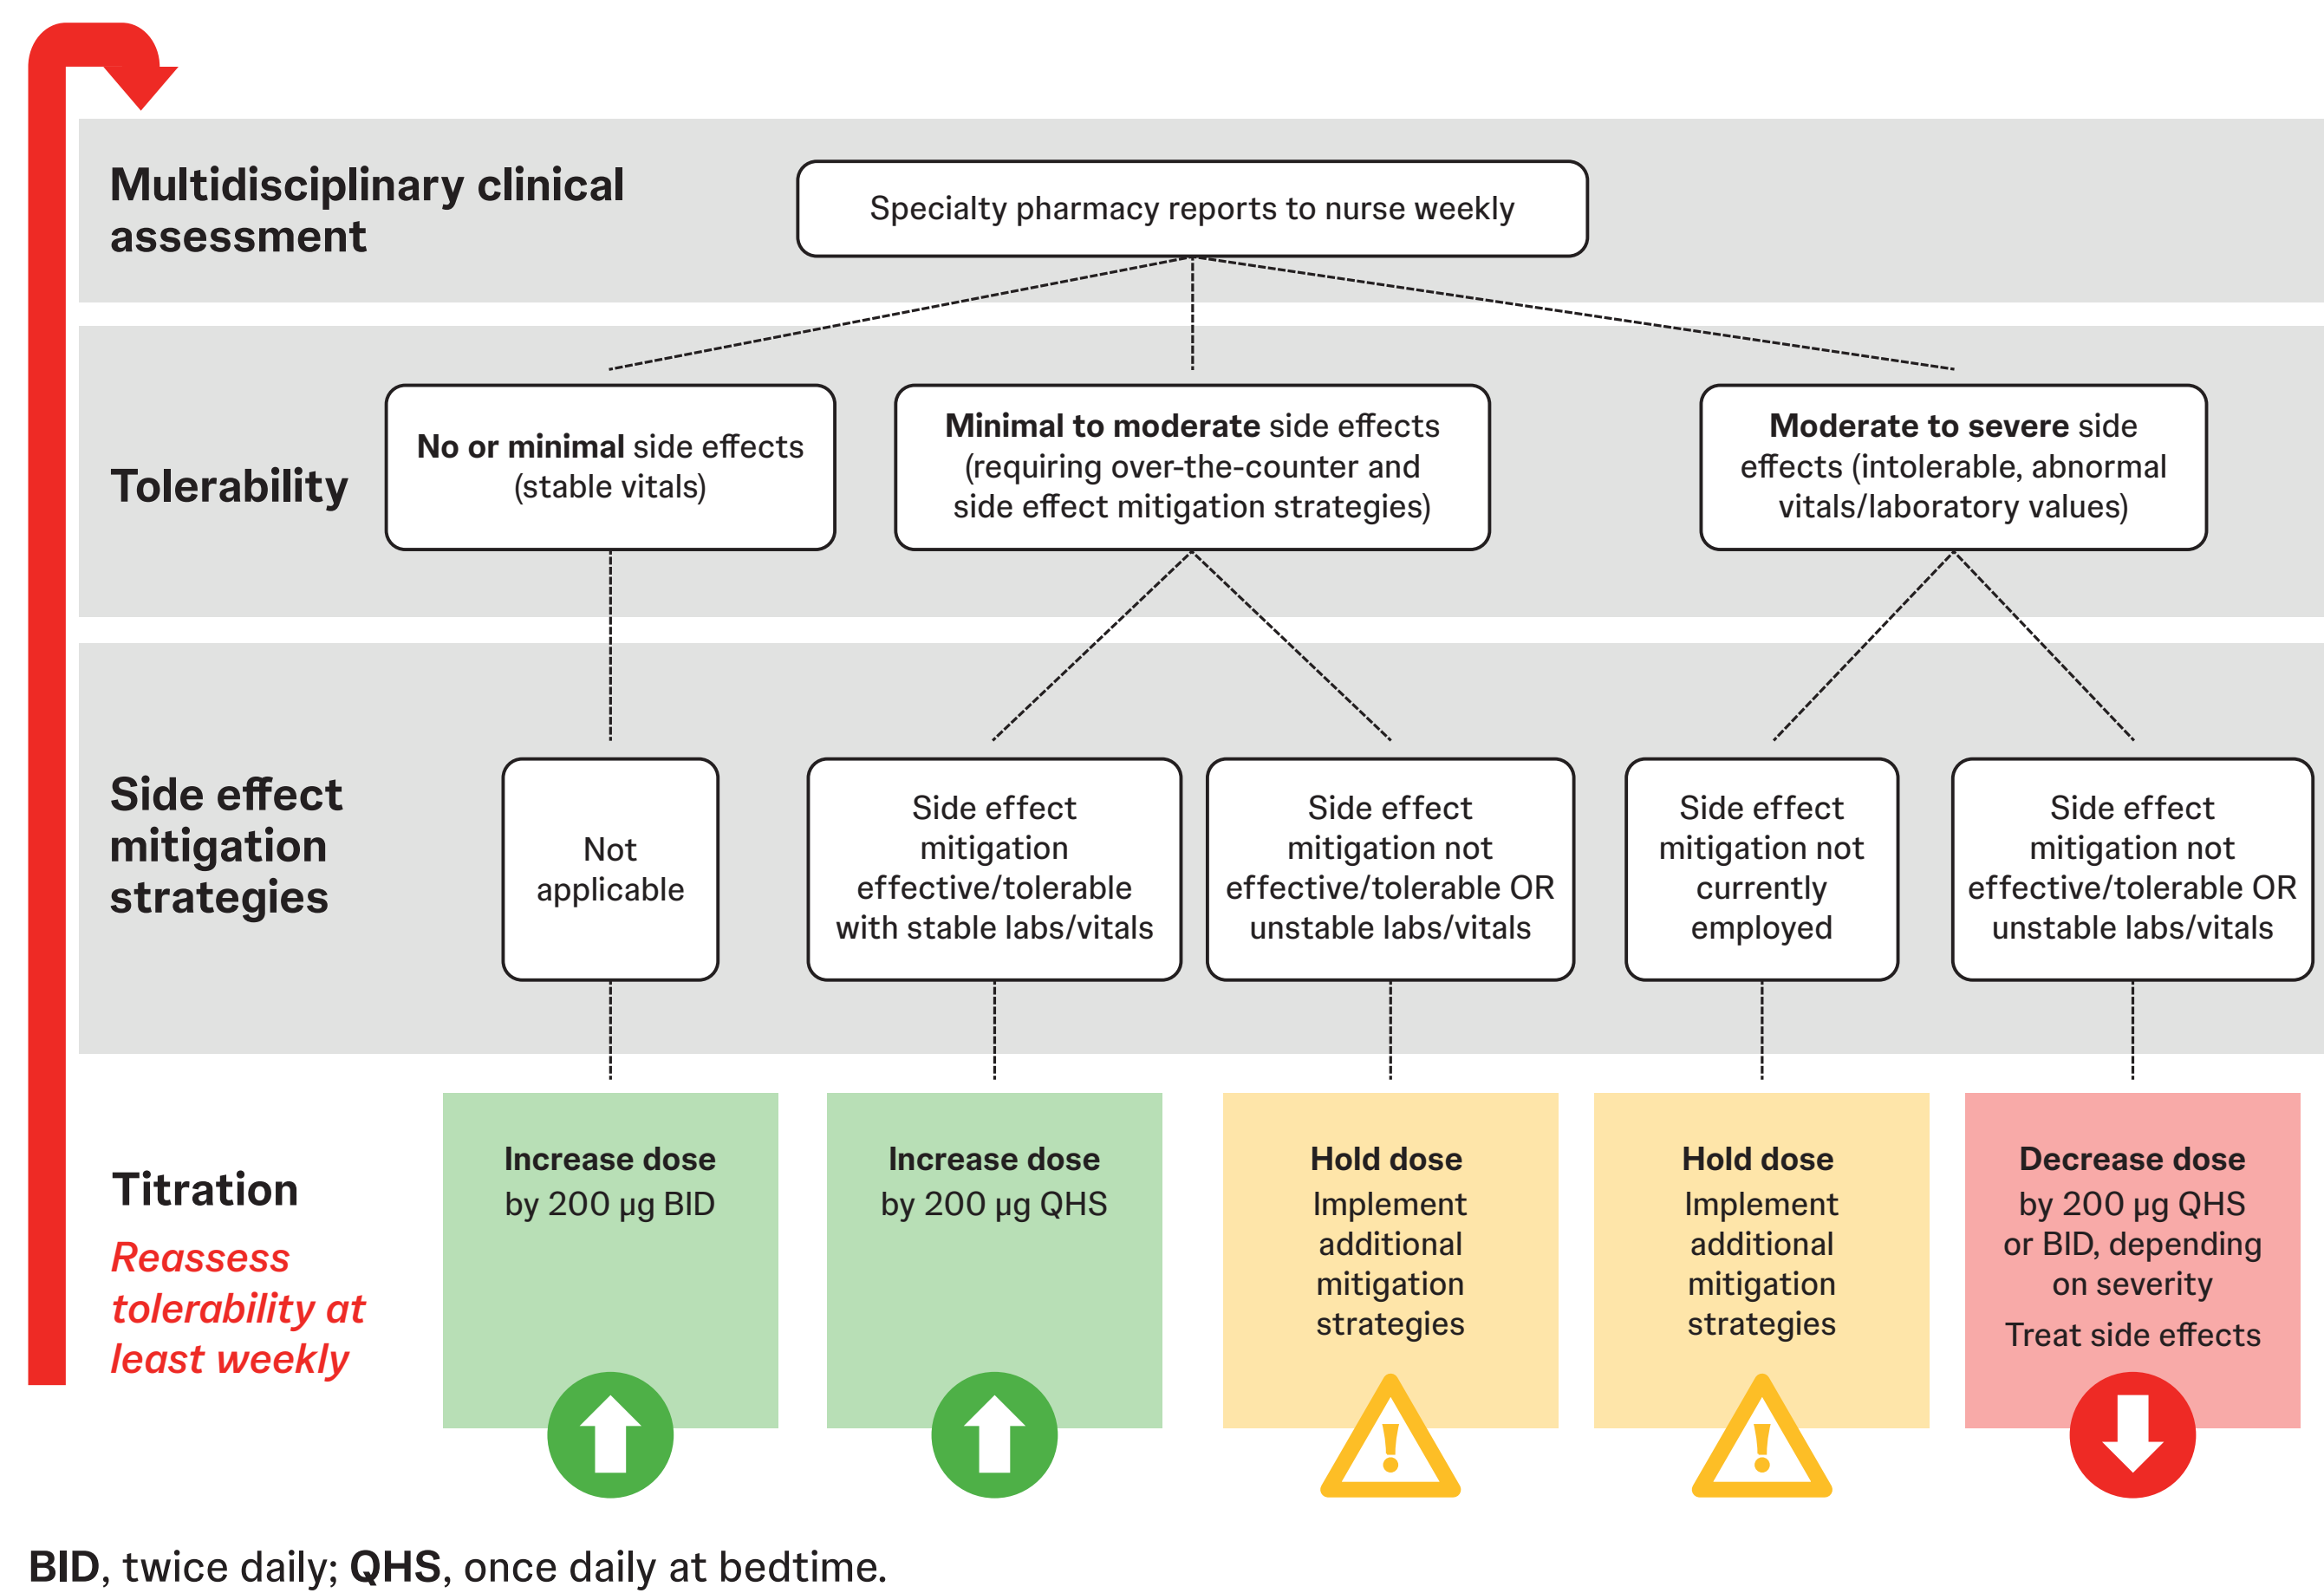 Multidisciplinary clinical
assessment
Specialty pharmacy reports to nurse weekly
Tolerability
No or minimal side effects
(stable vitals)
Minimal to moderate side effects
(requiring over-the-counter and
side effect mitigation strategies)
Moderate to severe side
effects (intolerable, abnormal
vitals/laboratory values)
Side effect
mitigation
strategies
Not
applicable
Side effect
mitigation
effective/tolerable
with stable labs/vitals
Side effect
mitigation not
effective/tolerable OR
unstable labs/vitals
Side effect
mitigation not
currently
employed
Side effect
mitigation not
effective/tolerable OR
unstable labs/vitals
Titration
Reassess
tolerability at
least weekly
Increase dose
by 200 µg BID
Increase dose
by 200 µg QHS
Hold dose
Implement
additional
mitigation
strategies
Hold dose
Implement
additional
mitigation
strategies
Decrease dose
by 200 µg QHS
or BID, depending
on severity
Treat side effects
BID, twice daily; QHS, once daily at bedtime.